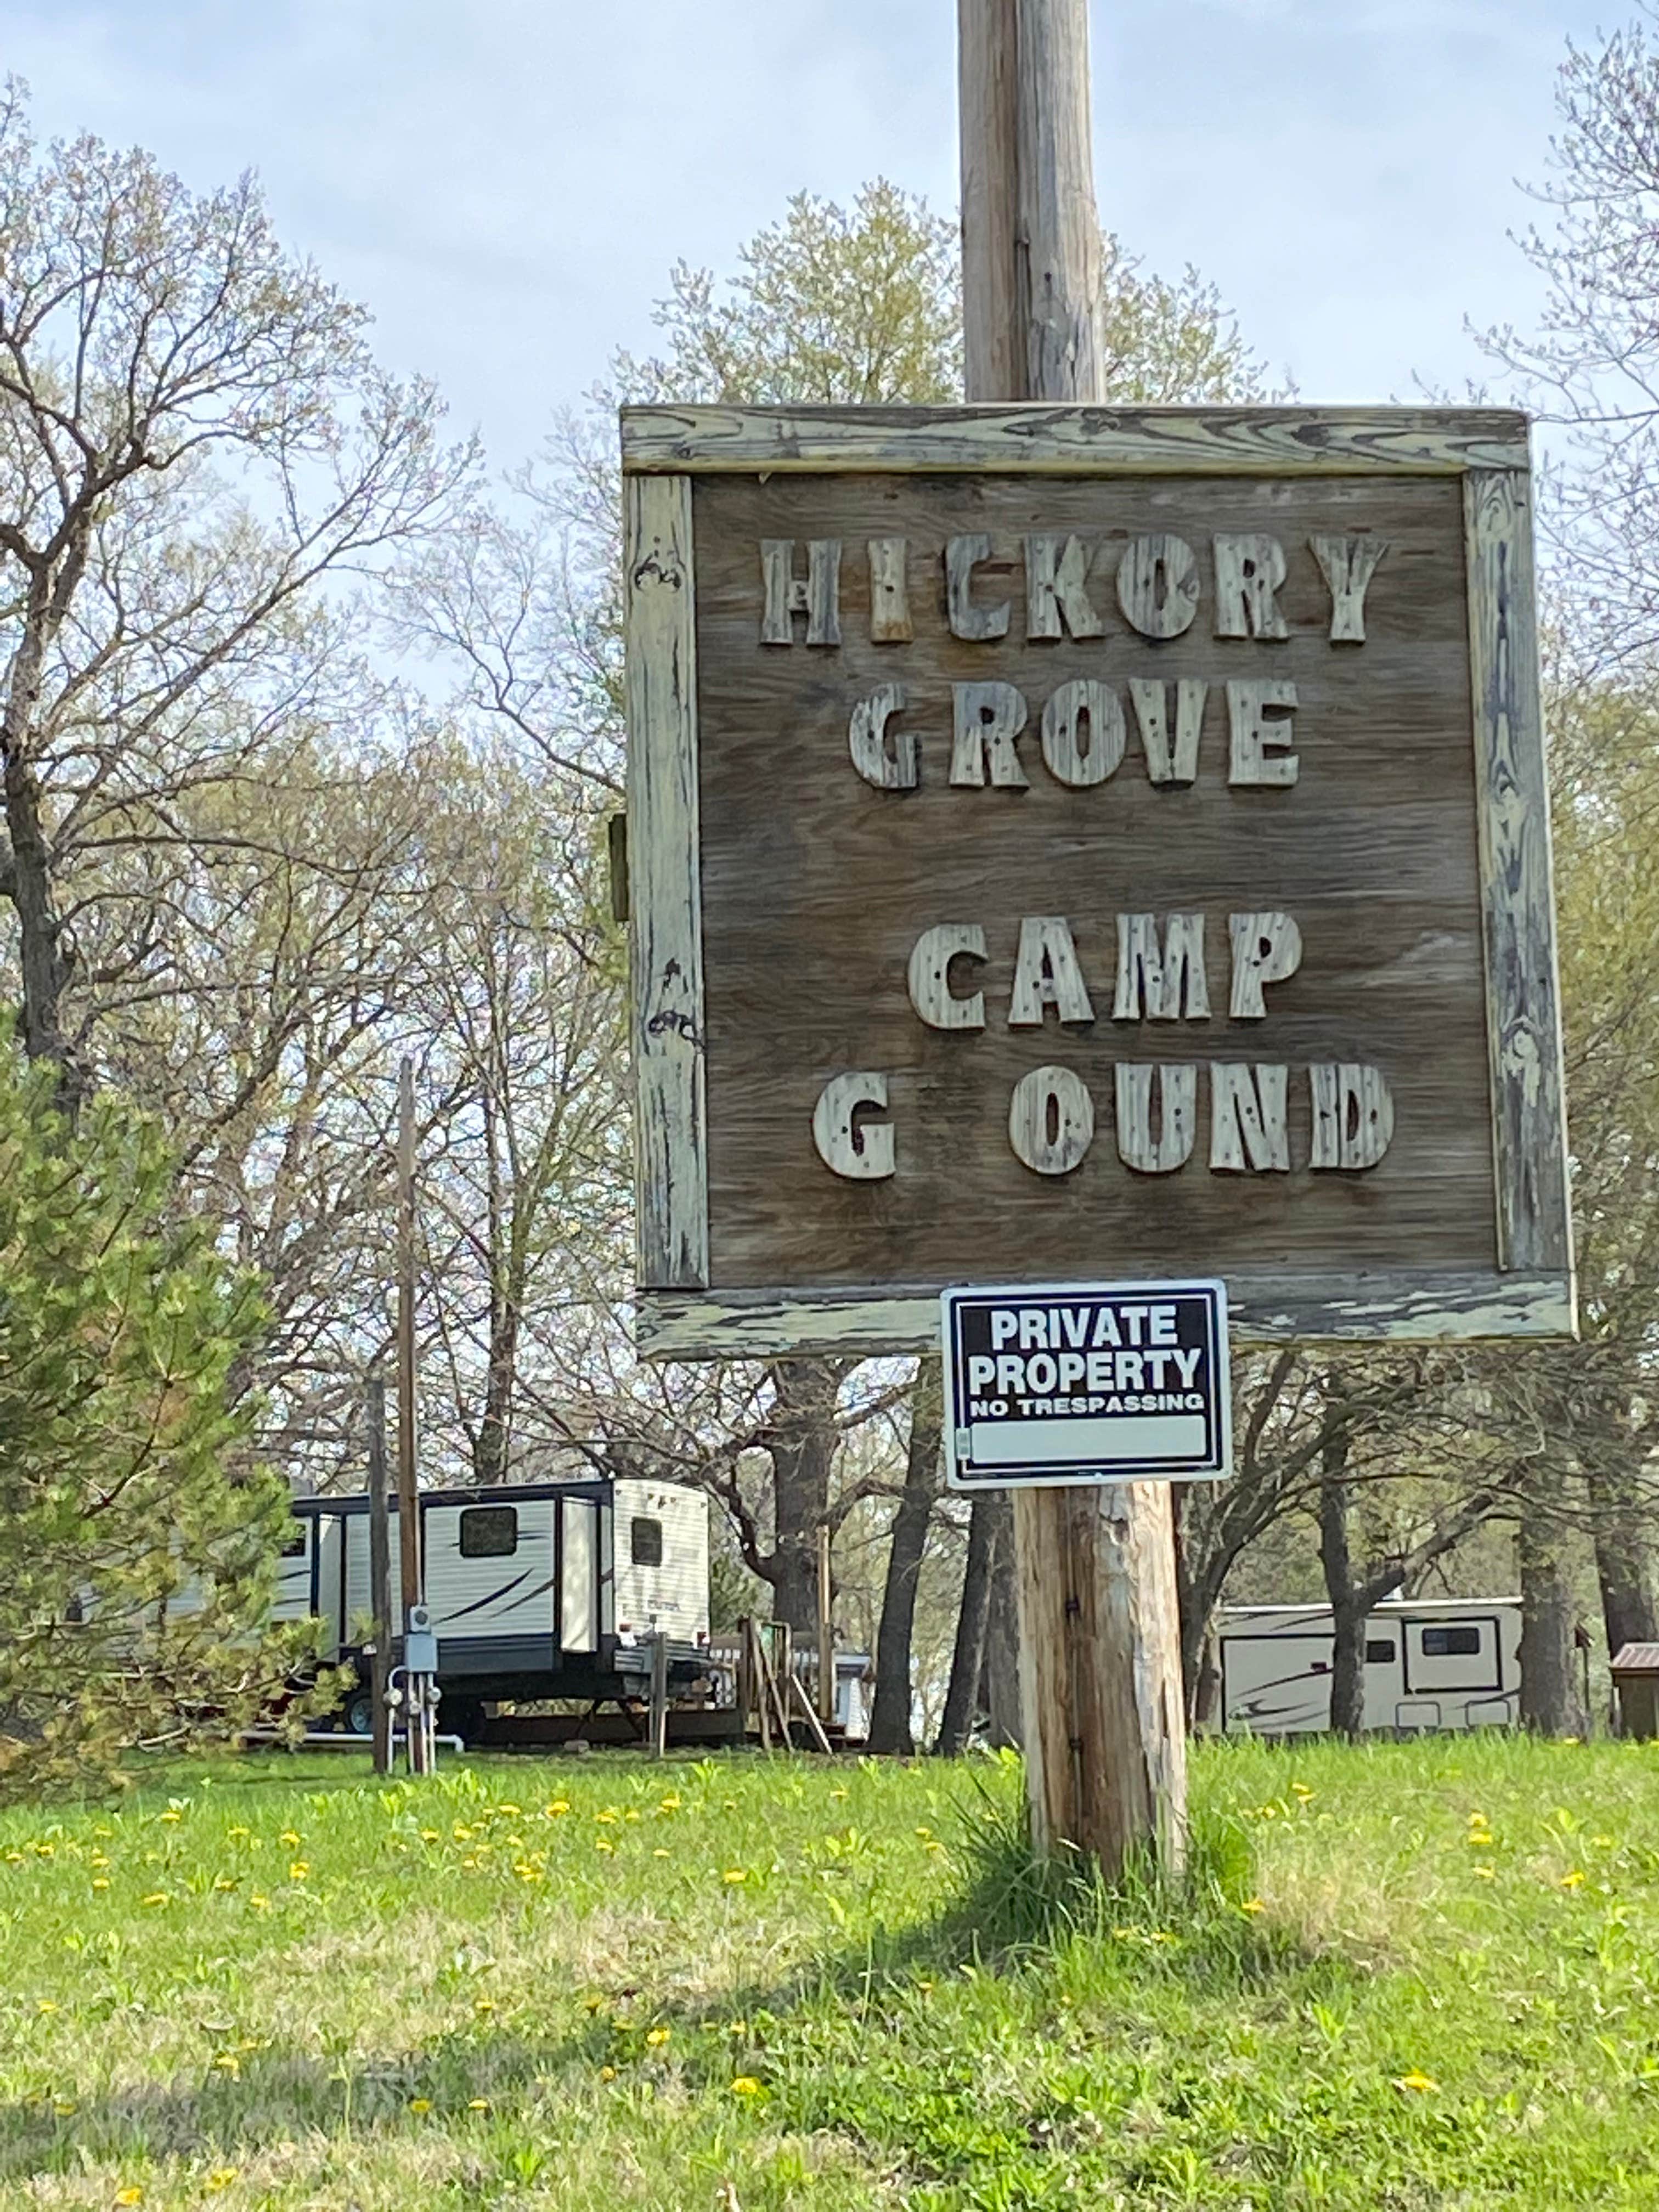 HICKORY
GROVE
CAMP
G OUND
PRIVATE
PROPERTY
NO TRESPASSING